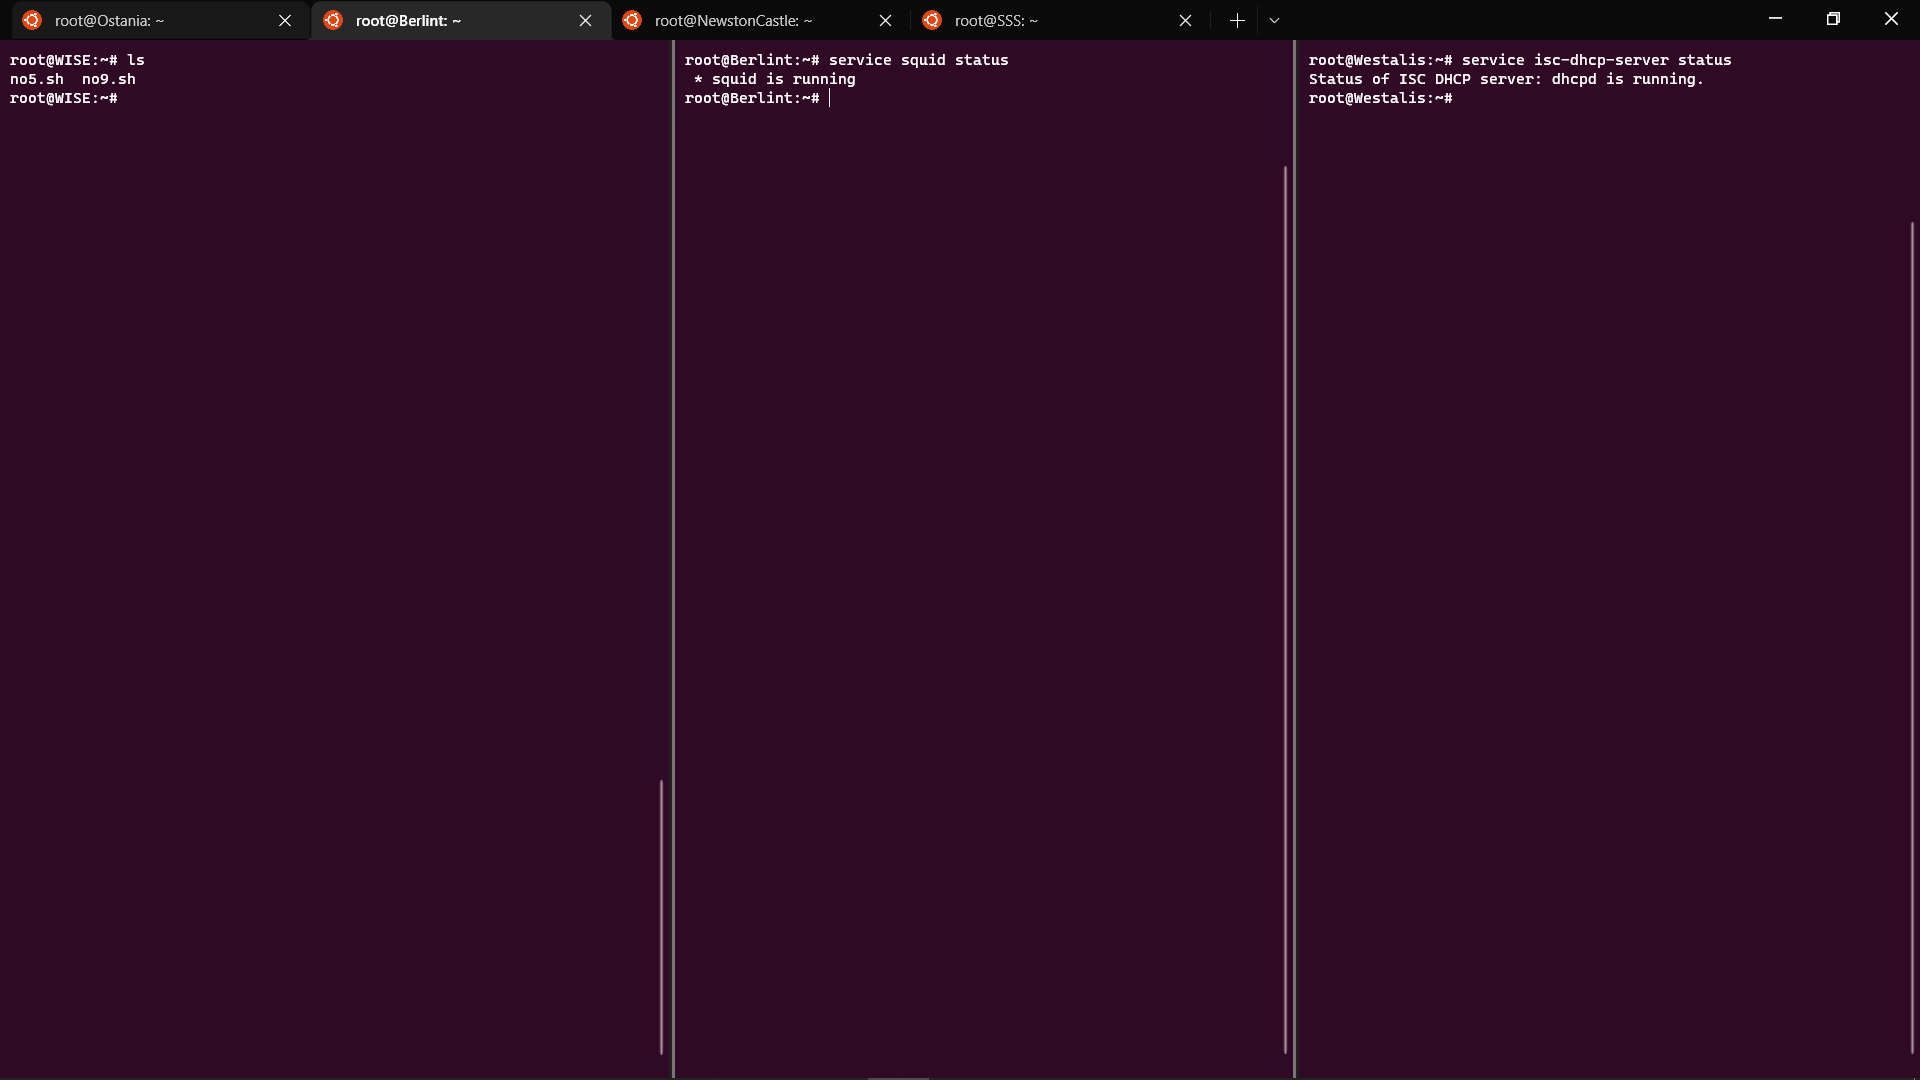 root@Ostania: ~
root@Berlint: ~
root@NewstonCastle: ~
root@SSS: ~
root@WISE:~# ls
no5.sh  no9.sh
root@WISE:~#
root@Berlint:~# service squid status
 * squid is running
root@Berlint:~#
root@Westalis:~# service isc-dhcp-server status
Status of ISC DHCP server: dhcpd is running.
root@Westalis:~#